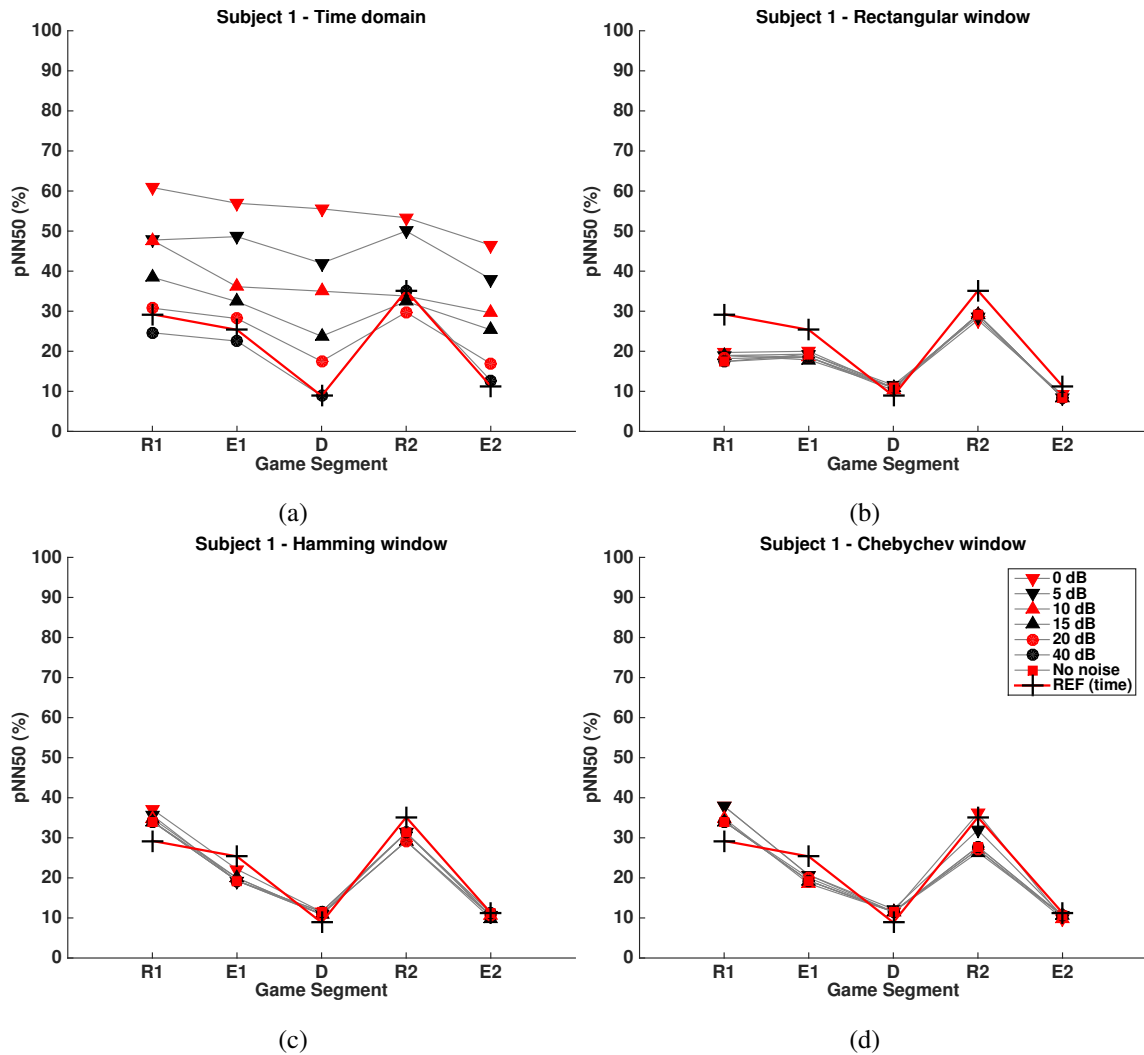 Subject 1 - Time domain
100
90
80
70
60
50
40
30
20
10
0
pNN50 (%)
R1 E1 D R2 E2
Game Segment
(a)
Subject 1 - Rectangular window
100
90
80
70
60
50
40
30
20
10
0
pNN50 (%)
R1 E1 D R2 E2
Game Segment
(b)
Subject 1 - Hamming window
100
90
80
70
60
50
40
30
20
10
0
pNN50 (%)
R1 E1 D R2 E2
Game Segment
(c)
Subject 1 - Chebychev window
100
90
80
70
60
50
40
30
20
10
0
pNN50 (%)
0 dB
5 dB
10 dB
15 dB
20 dB
40 dB
No noise
REF (time)
R1 E1 D R2 E2
Game Segment
(d)